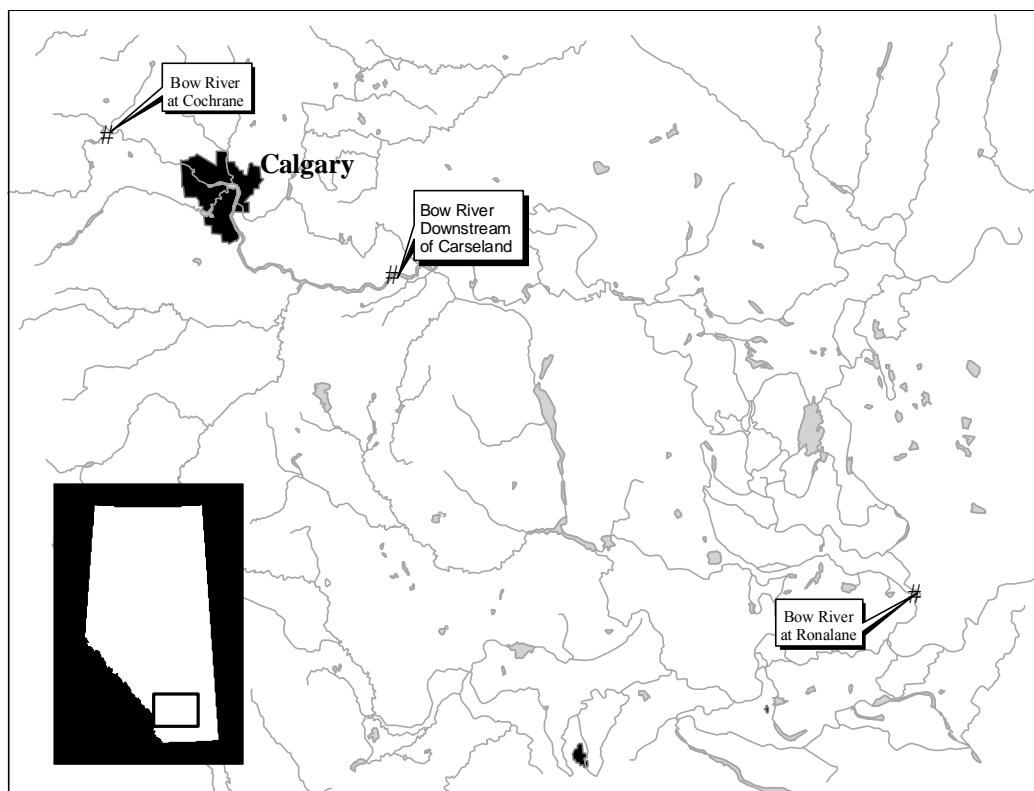 Bow River
at Cochrane
Calgary
Bow River
Downstream
of Carseland
Bow River
at Ronalane